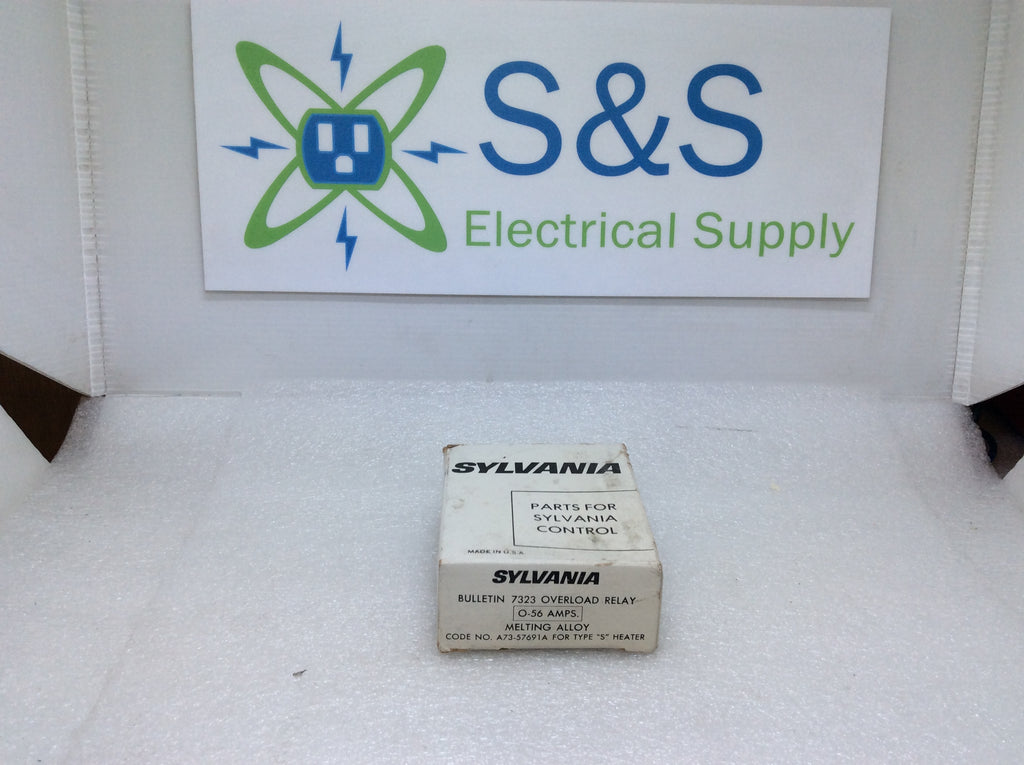 S&S
Electrical Supply
SYLVANIA
PARTS FOR
SYLVANIA
CONTROL
MADE IN U.S.A
SYLVANIA
BULLETIN 7323 OVERLOAD RELAY
O-56 AMPS.
MELTING ALLOY
CODE NO. A73-57691A FOR TYPE "S" HEATER